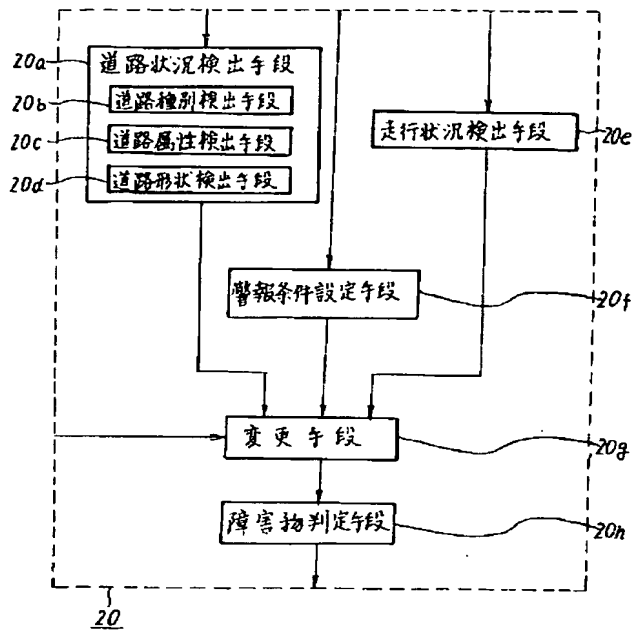 20a 道路状況検出手段
20b 道路種別検出手段
20c 道路属性検出手段
20d 道路形状検出手段
走行状況検出手段 20e
警報条件設定手段 20f
変更手段 20g
障害物判定手段 20h
20